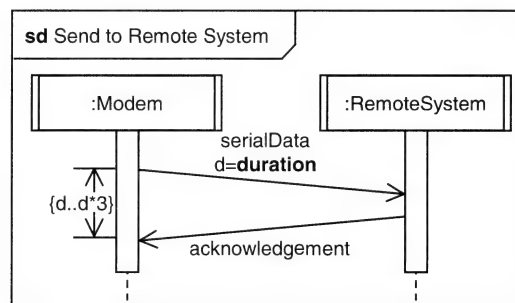 sd Send to Remote System
:Modem
:RemoteSystem
serialData
d=duration
{d..d*3}
acknowledgement